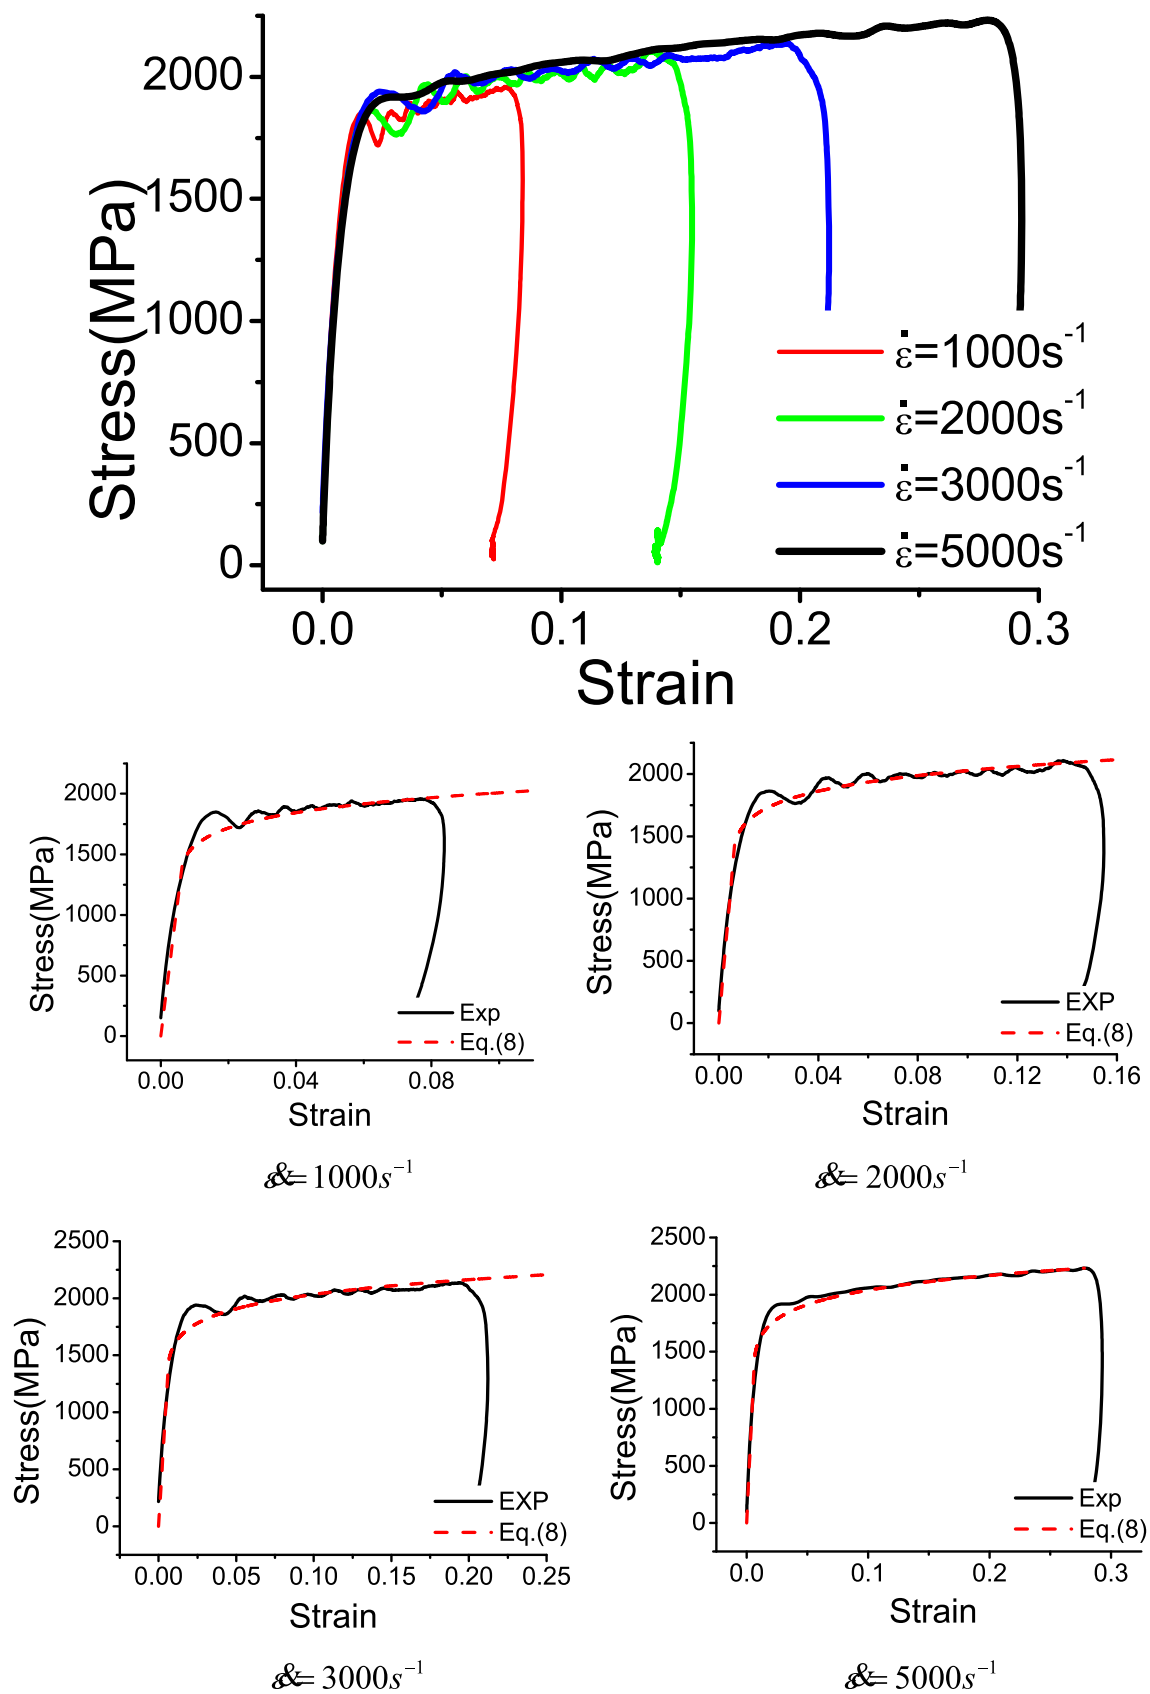 2000
1500
1000
500
0
Stress(MPa)
ε̇=1000s⁻¹
ε̇=2000s⁻¹
ε̇=3000s⁻¹
ε̇=5000s⁻¹
0.0 0.1 0.2 0.3
Strain
2000
1500
1000
500
0
Stress(MPa)
Exp
Eq.(8)
0.00 0.04 0.08
Strain
ε&= 1000s⁻¹
2000
1500
1000
500
0
Stress(MPa)
EXP
Eq.(8)
0.00 0.04 0.08 0.12 0.16
Strain
ε&= 2000s⁻¹
2500
2000
1500
1000
500
0
Stress(MPa)
EXP
Eq.(8)
0.00 0.05 0.10 0.15 0.20 0.25
Strain
ε&= 3000s⁻¹
2500
2000
1500
1000
500
0
Stress(MPa)
Exp
Eq.(8)
0.0 0.1 0.2 0.3
Strain
ε&= 5000s⁻¹